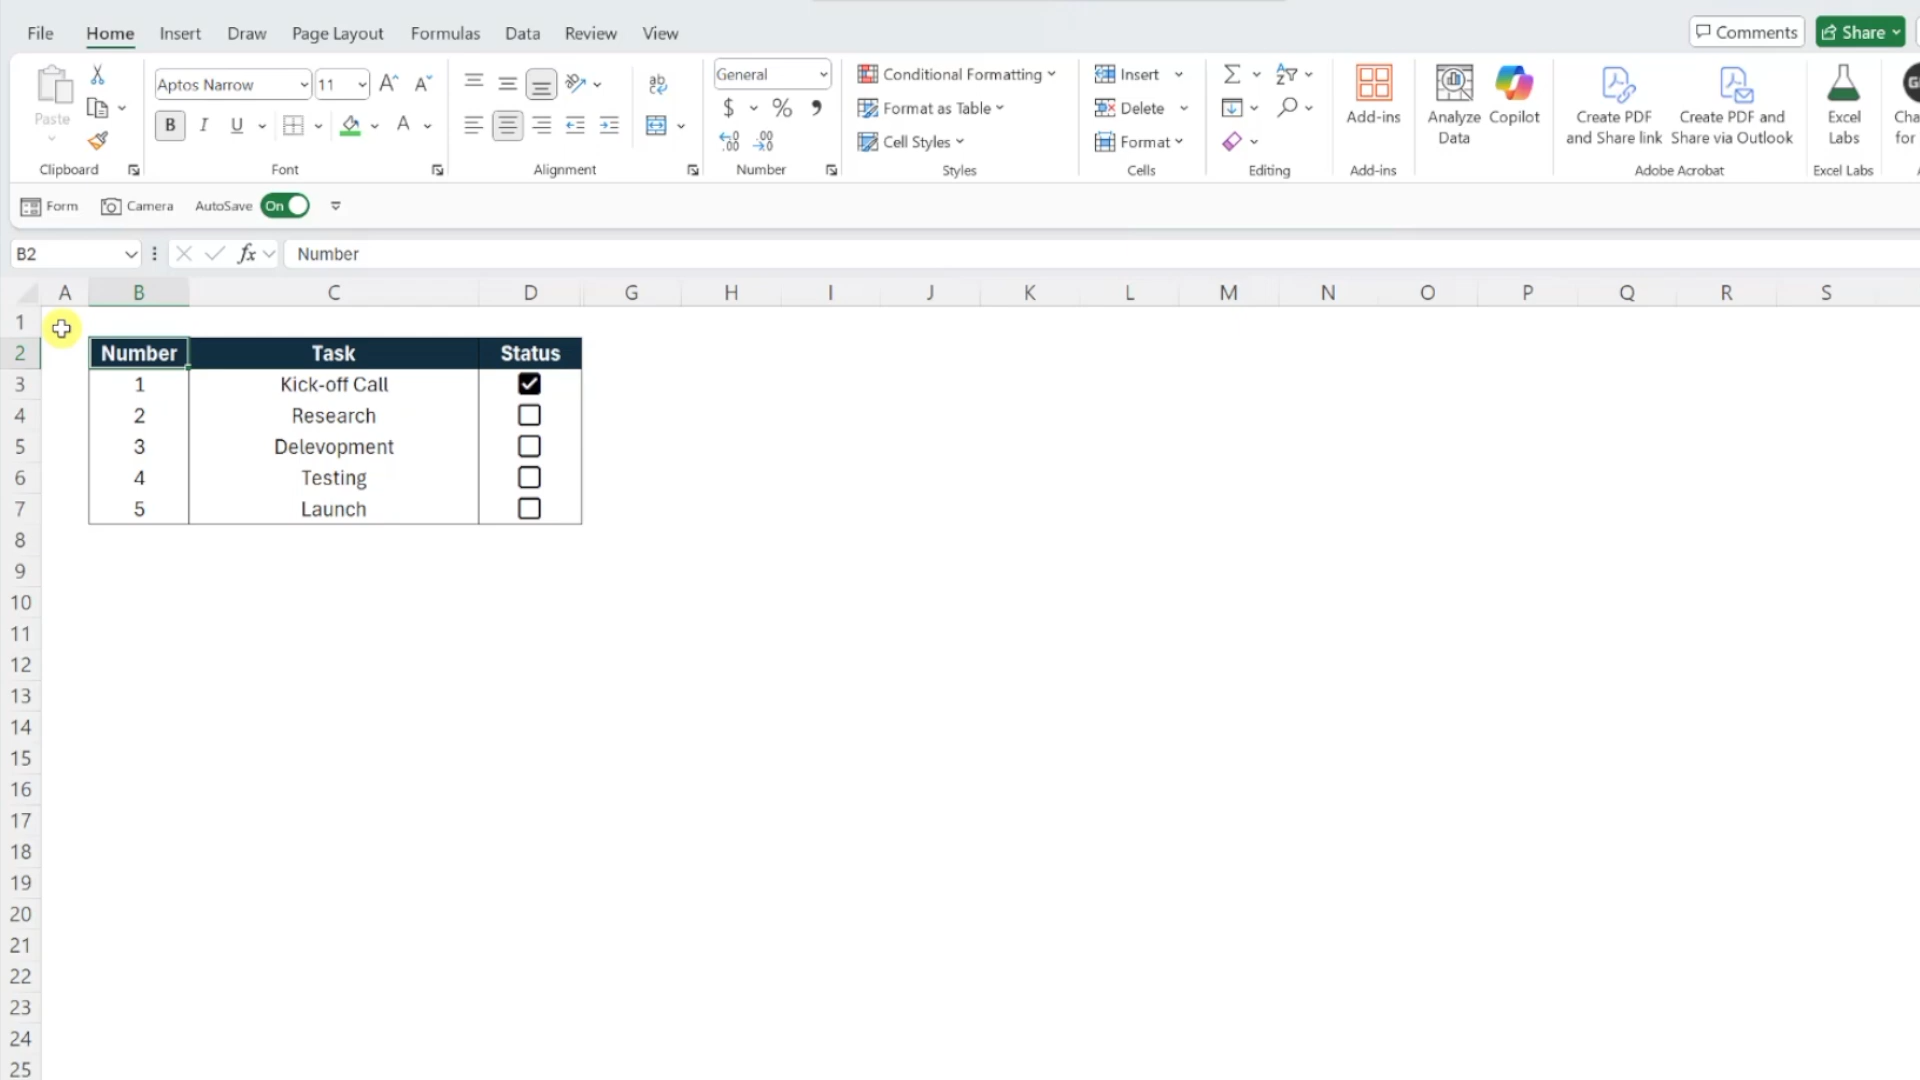 File Home Insert Draw Page Layout Formulas Data Review View Comments Share
Paste
Clipboard
Aptos Narrow 11
B I U A
Font
Alignment
General
$ % ,
Number
Conditional Formatting
Format as Table
Cell Styles
Styles
Insert
Delete
Format
Cells
Editing
Add-ins
Add-ins
Analyze
Data
Copilot
Create PDF
and Share link
Create PDF and
Share via Outlook
Adobe Acrobat
Excel
Labs
Excel Labs
Form Camera AutoSave On
B2 fx Number
A B C D G H I J K L M N O P Q R S
1
2 Number Task Status
3 1 Kick-off Call
4 2 Research
5 3 Delevopment
6 4 Testing
7 5 Launch
8
9
10
11
12
13
14
15
16
17
18
19
20
21
22
23
24
25